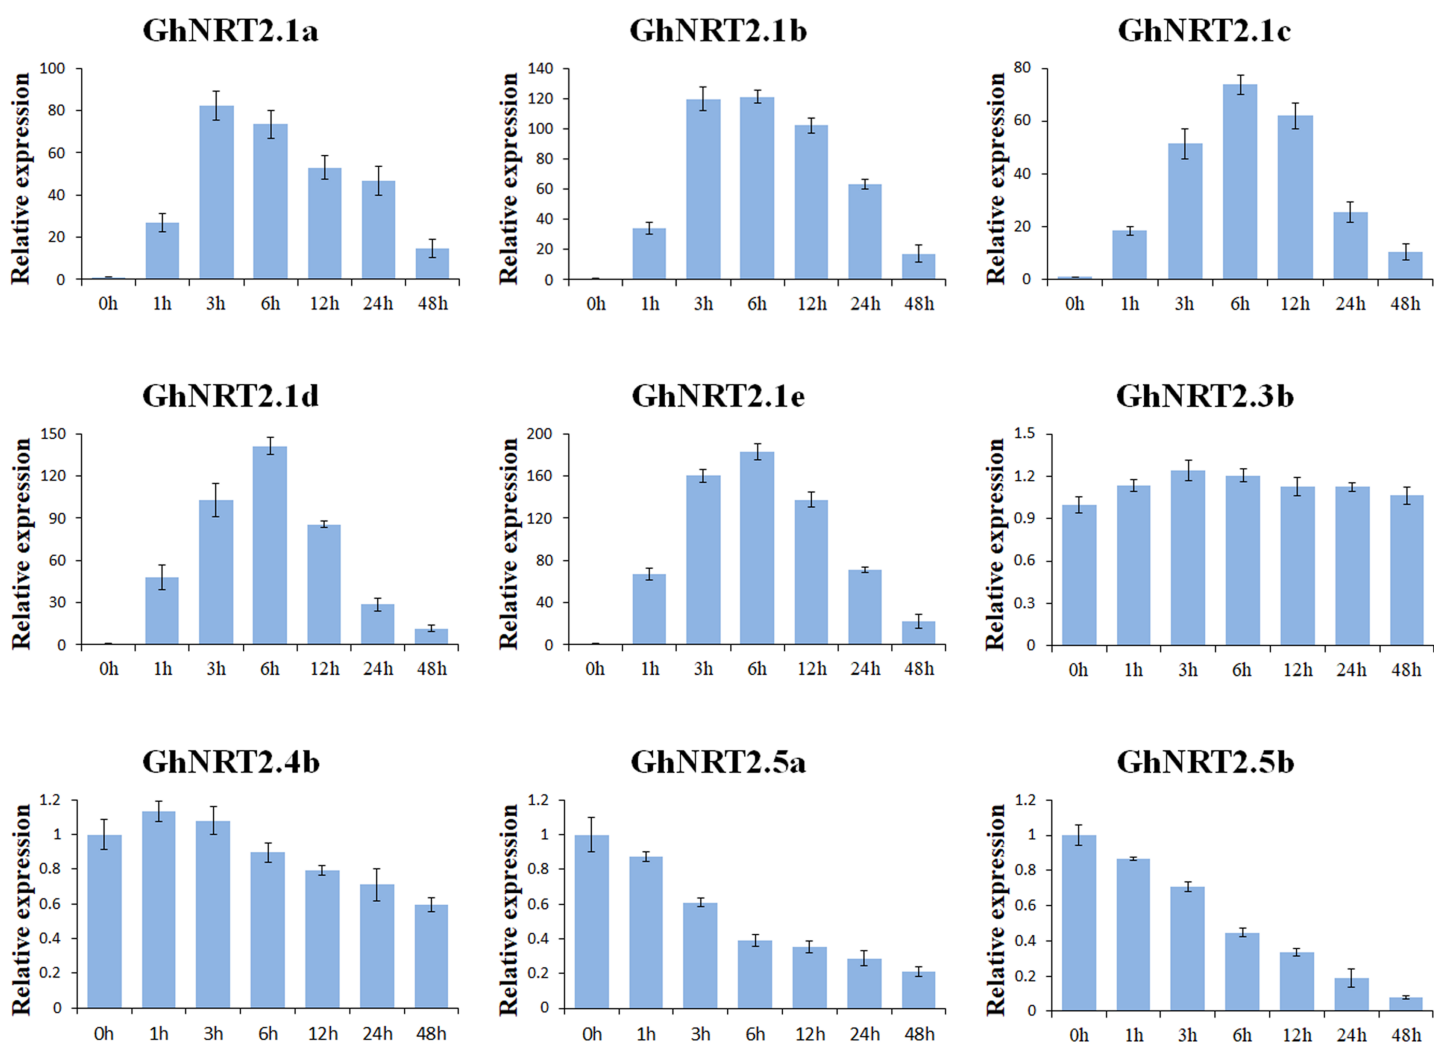 GhNRT2.1a
Relative expression
100
80
60
40
20
0
0h 1h 3h 6h 12h 24h 48h
GhNRT2.1b
Relative expression
140
120
100
80
60
40
20
0
0h 1h 3h 6h 12h 24h 48h
GhNRT2.1c
Relative expression
80
60
40
20
0
0h 1h 3h 6h 12h 24h 48h
GhNRT2.1d
Relative expression
150
120
90
60
30
0
0h 1h 3h 6h 12h 24h 48h
GhNRT2.1e
Relative expression
200
160
120
80
40
0
0h 1h 3h 6h 12h 24h 48h
GhNRT2.3b
Relative expression
1.5
1.2
0.9
0.6
0.3
0
0h 1h 3h 6h 12h 24h 48h
GhNRT2.4b
Relative expression
1.2
1
0.8
0.6
0.4
0.2
0
0h 1h 3h 6h 12h 24h 48h
GhNRT2.5a
Relative expression
1.2
1
0.8
0.6
0.4
0.2
0
0h 1h 3h 6h 12h 24h 48h
GhNRT2.5b
Relative expression
1.2
1
0.8
0.6
0.4
0.2
0
0h 1h 3h 6h 12h 24h 48h